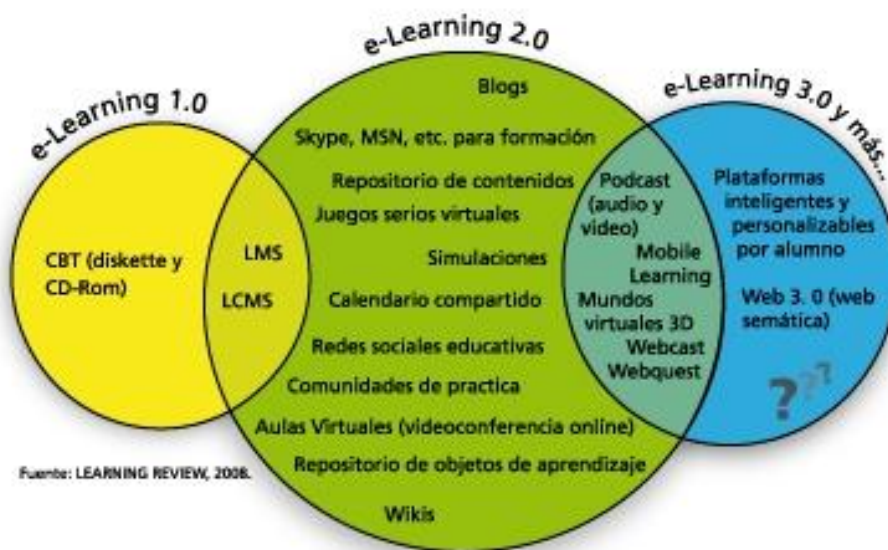 e-Learning 1.0
CBT (diskette y
CD-Rom)
LMS
LCMS
e-Learning 2.0
Blogs
Skype, MSN, etc. para formación
Repositorio de contenidos
Juegos serios virtuales
Simulaciones
Calendario compartido
Redes sociales educativas
Comunidades de practica
Aulas Virtuales (videoconferencia online)
Repositorio de objetos de aprendizaje
Wikis
Podcast
(audio y
video)
Mobile
Learning
Mundos
virtuales 3D
Webcast
Webquest
e-Learning 3.0 y más...
Plataformas
inteligentes y
personalizables
por alumno
Web 3. 0 (web
semática)
???
Fuente: LEARNING REVIEW, 2008.